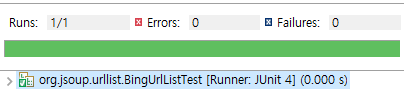 Runs: 1/1 Errors: 0 Failures: 0
org.jsoup.urllist.BingUrlListTest [Runner: JUnit 4] (0.000 s)